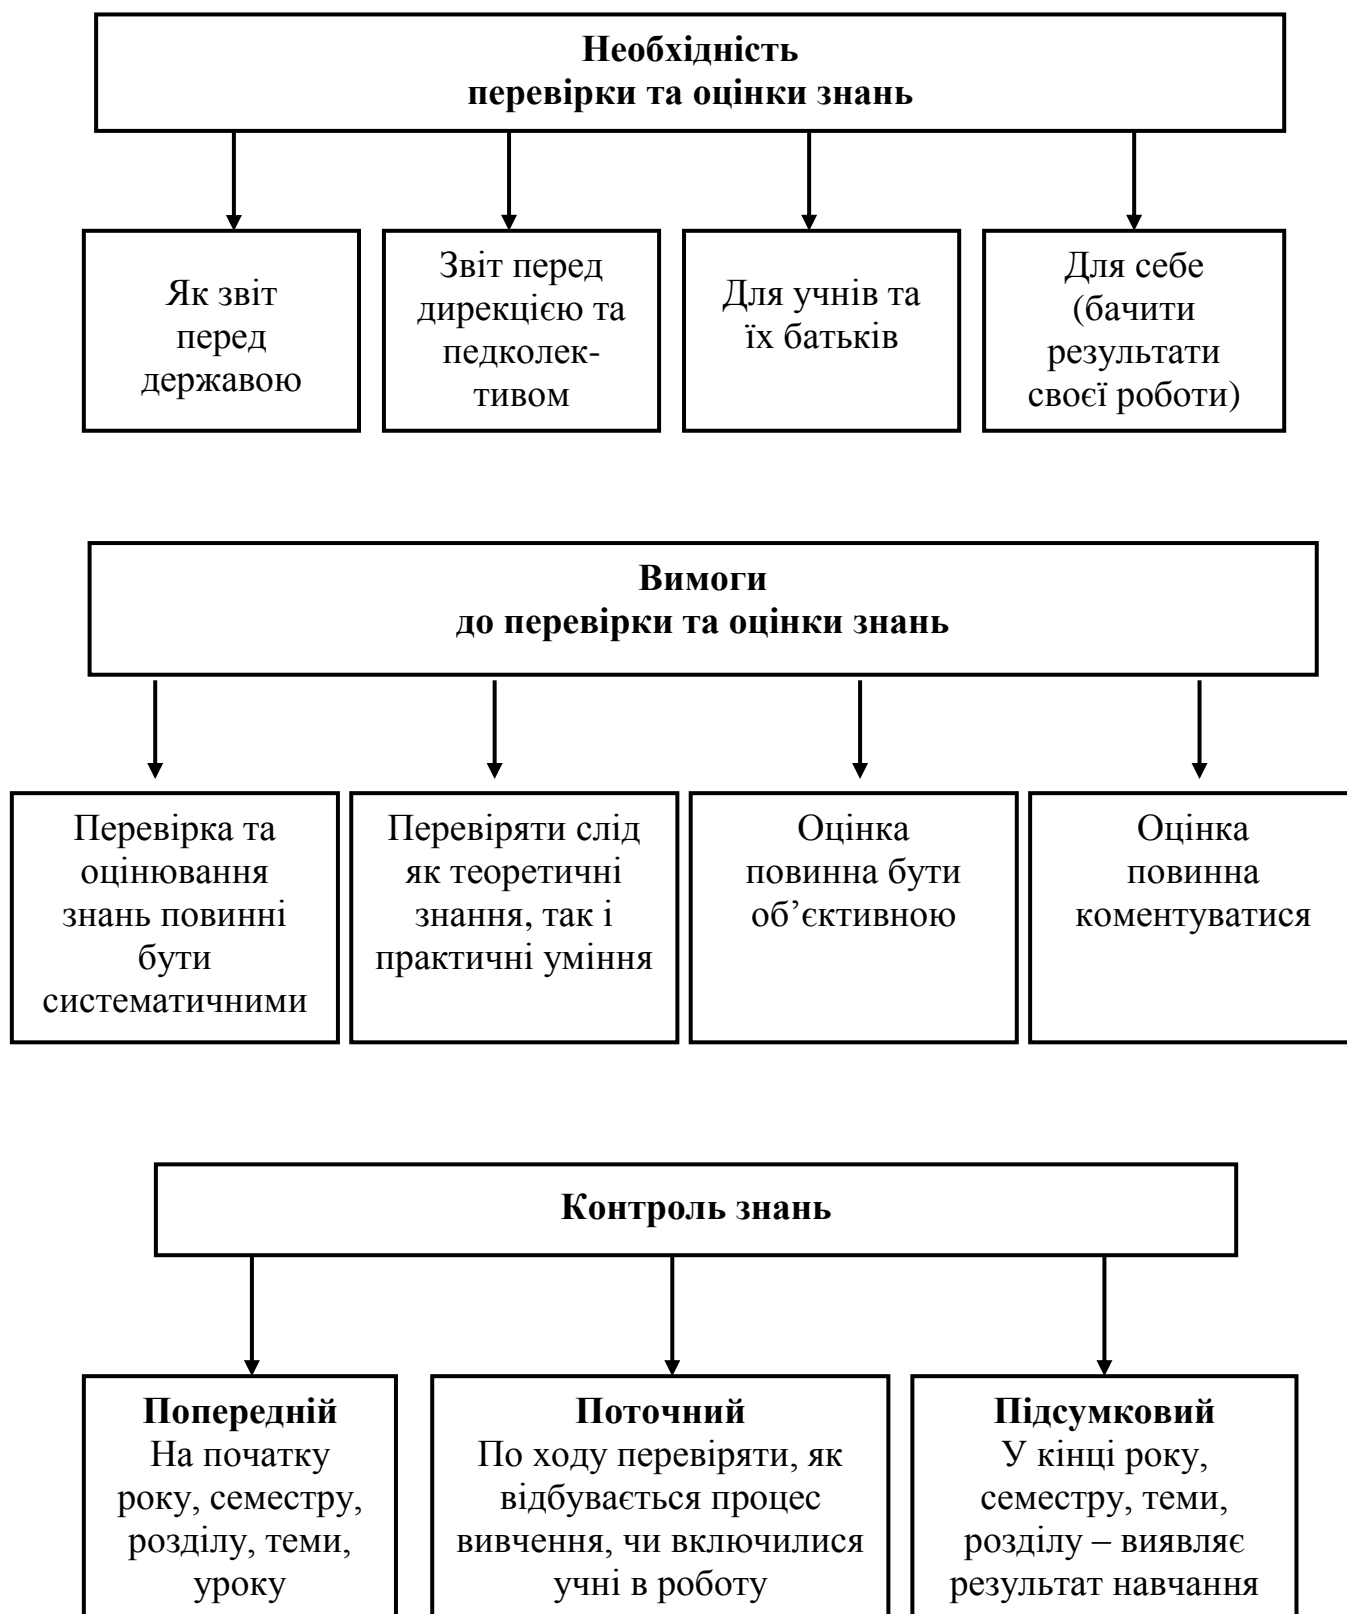 Необхідність
перевірки та оцінки знань
Як звіт
перед
державою
Звіт перед
дирекцією та
педколек-
тивом
Для учнів та
їх батьків
Для себе
(бачити
результати
своєї роботи)
Вимоги
до перевірки та оцінки знань
Перевірка та
оцінювання
знань повинні
бути
систематичними
Перевіряти слід
як теоретичні
знання, так і
практичні уміння
Оцінка
повинна бути
об’єктивною
Оцінка
повинна
коментуватися
Контроль знань
Попередній
На початку
року, семестру,
розділу, теми,
уроку
Поточний
По ходу перевіряти, як
відбувається процес
вивчення, чи включилися
учні в роботу
Підсумковий
У кінці року,
семестру, теми,
розділу – виявляє
результат навчання